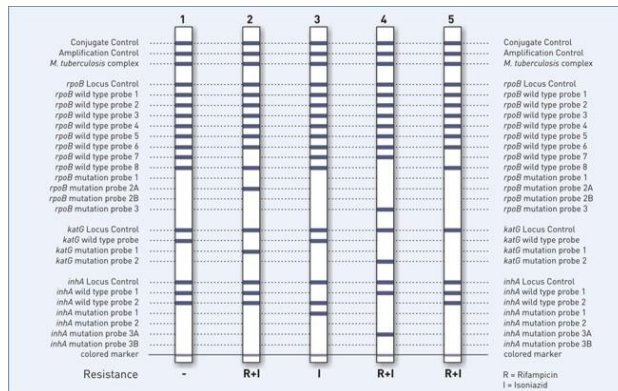 1 2 3 4 5
Conjugate Control Conjugate Control
Amplification Control Amplification Control
M. tuberculosis complex M. tuberculosis complex
rpoB Locus Control rpoB Locus Control
rpoB wild type probe 1 rpoB wild type probe 1
rpoB wild type probe 2 rpoB wild type probe 2
rpoB wild type probe 3 rpoB wild type probe 3
rpoB wild type probe 4 rpoB wild type probe 4
rpoB wild type probe 5 rpoB wild type probe 5
rpoB wild type probe 6 rpoB wild type probe 6
rpoB wild type probe 7 rpoB wild type probe 7
rpoB wild type probe 8 rpoB wild type probe 8
rpoB mutation probe 1 rpoB mutation probe 1
rpoB mutation probe 2A rpoB mutation probe 2A
rpoB mutation probe 2B rpoB mutation probe 2B
rpoB mutation probe 3 rpoB mutation probe 3
katG Locus Control katG Locus Control
katG wild type probe katG wild type probe
katG mutation probe 1 katG mutation probe 1
katG mutation probe 2 katG mutation probe 2
inhA Locus Control inhA Locus Control
inhA wild type probe 1 inhA wild type probe 1
inhA wild type probe 2 inhA wild type probe 2
inhA mutation probe 1 inhA mutation probe 1
inhA mutation probe 2 inhA mutation probe 2
inhA mutation probe 3A inhA mutation probe 3A
inhA mutation probe 3B inhA mutation probe 3B
colored marker colored marker
Resistance - R+I I R+I R+I
R = Rifampicin
I = Isoniazid